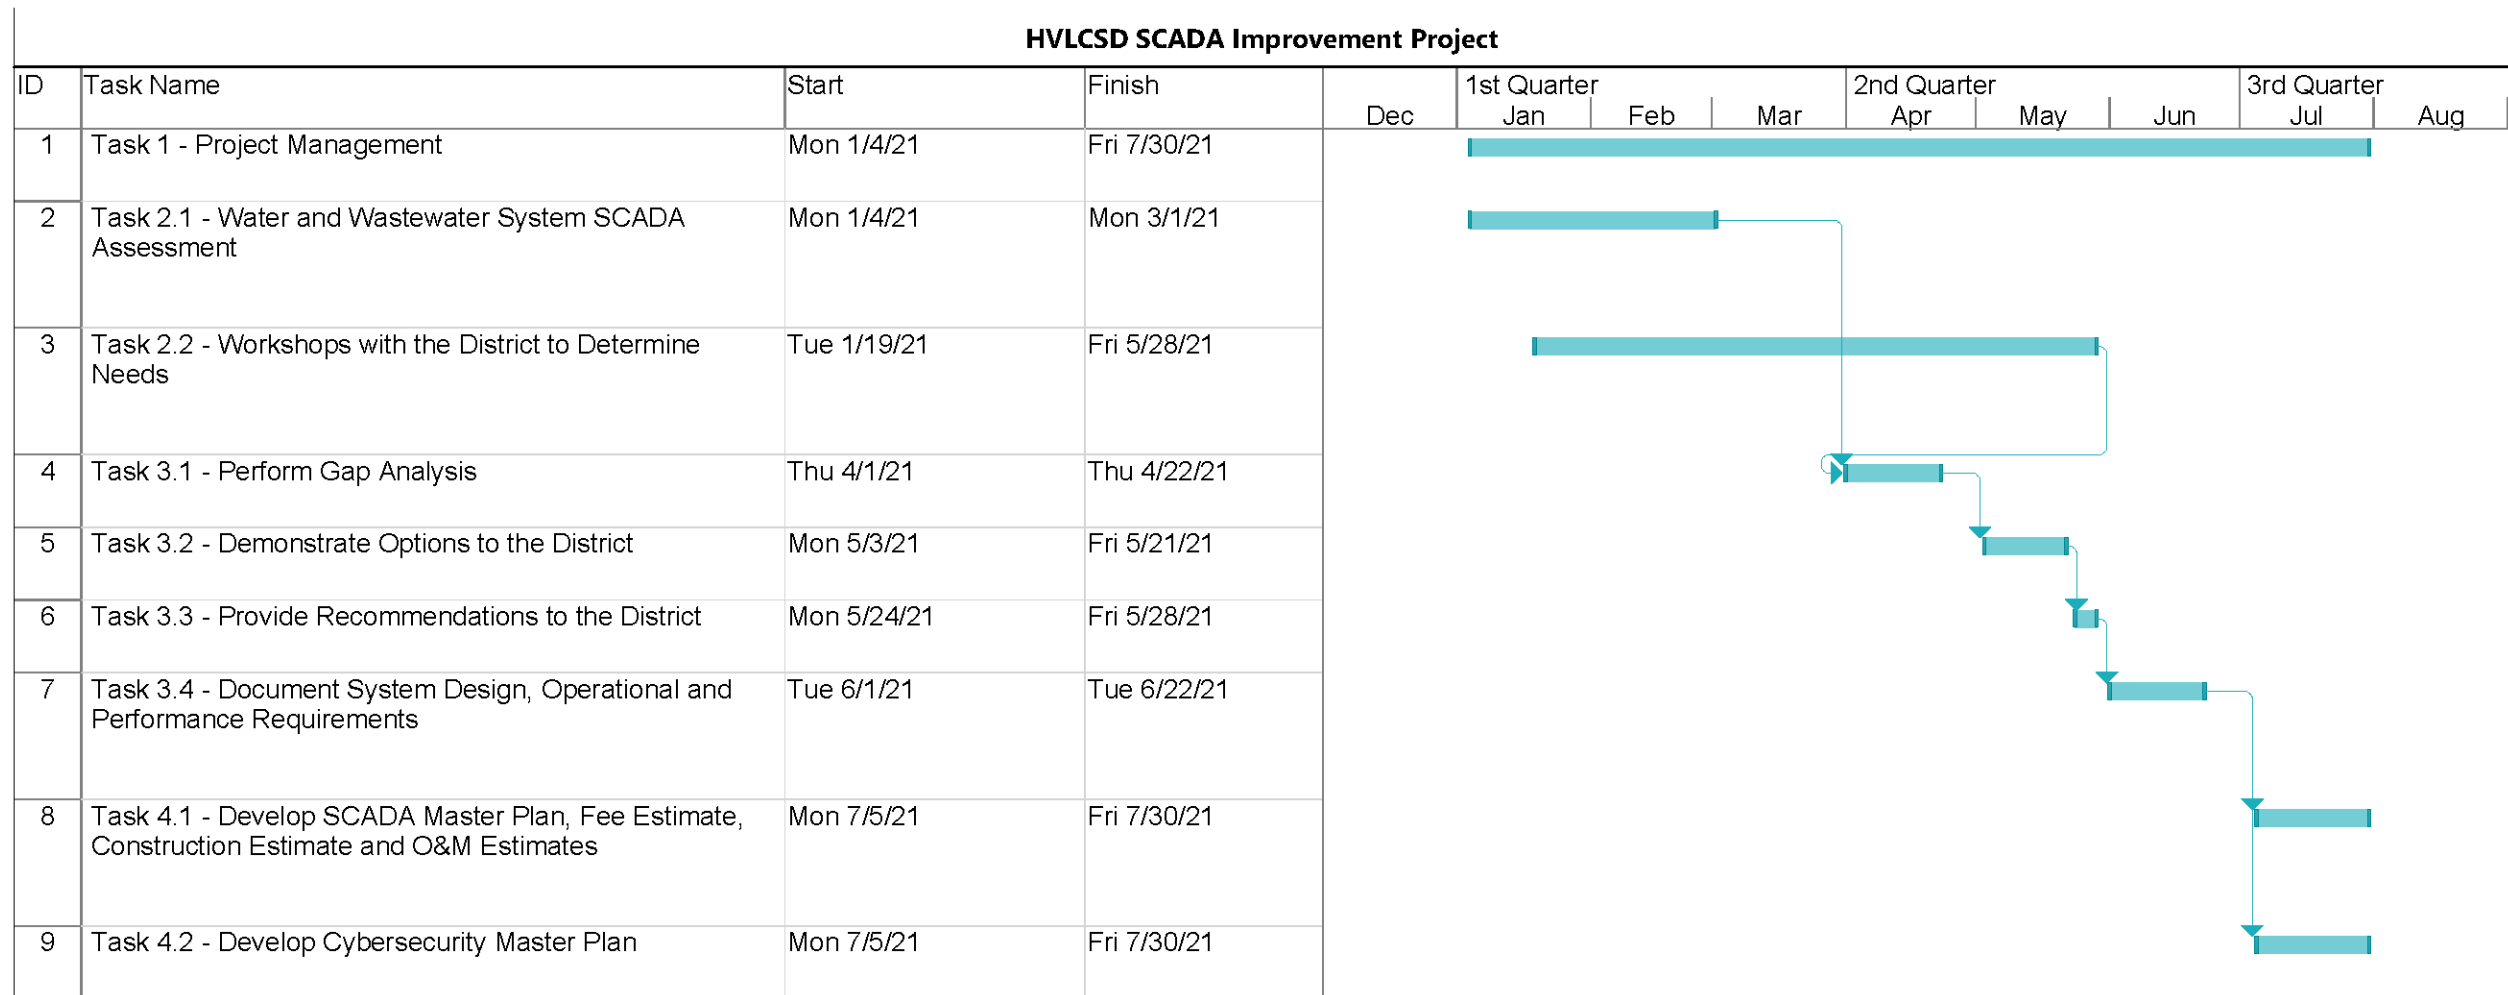 HVLCSD SCADA Improvement Project
ID Task Name Start Finish 1st Quarter 2nd Quarter 3rd Quarter
Dec Jan Feb Mar Apr May Jun Jul Aug
1 Task 1 - Project Management Mon 1/4/21 Fri 7/30/21
2 Task 2.1 - Water and Wastewater System SCADA Mon 1/4/21 Mon 3/1/21
Assessment
3 Task 2.2 - Workshops with the District to Determine Tue 1/19/21 Fri 5/28/21
Needs
4 Task 3.1 - Perform Gap Analysis Thu 4/1/21 Thu 4/22/21
5 Task 3.2 - Demonstrate Options to the District Mon 5/3/21 Fri 5/21/21
6 Task 3.3 - Provide Recommendations to the District Mon 5/24/21 Fri 5/28/21
7 Task 3.4 - Document System Design, Operational and Tue 6/1/21 Tue 6/22/21
Performance Requirements
8 Task 4.1 - Develop SCADA Master Plan, Fee Estimate, Mon 7/5/21 Fri 7/30/21
Construction Estimate and O&M Estimates
9 Task 4.2 - Develop Cybersecurity Master Plan Mon 7/5/21 Fri 7/30/21